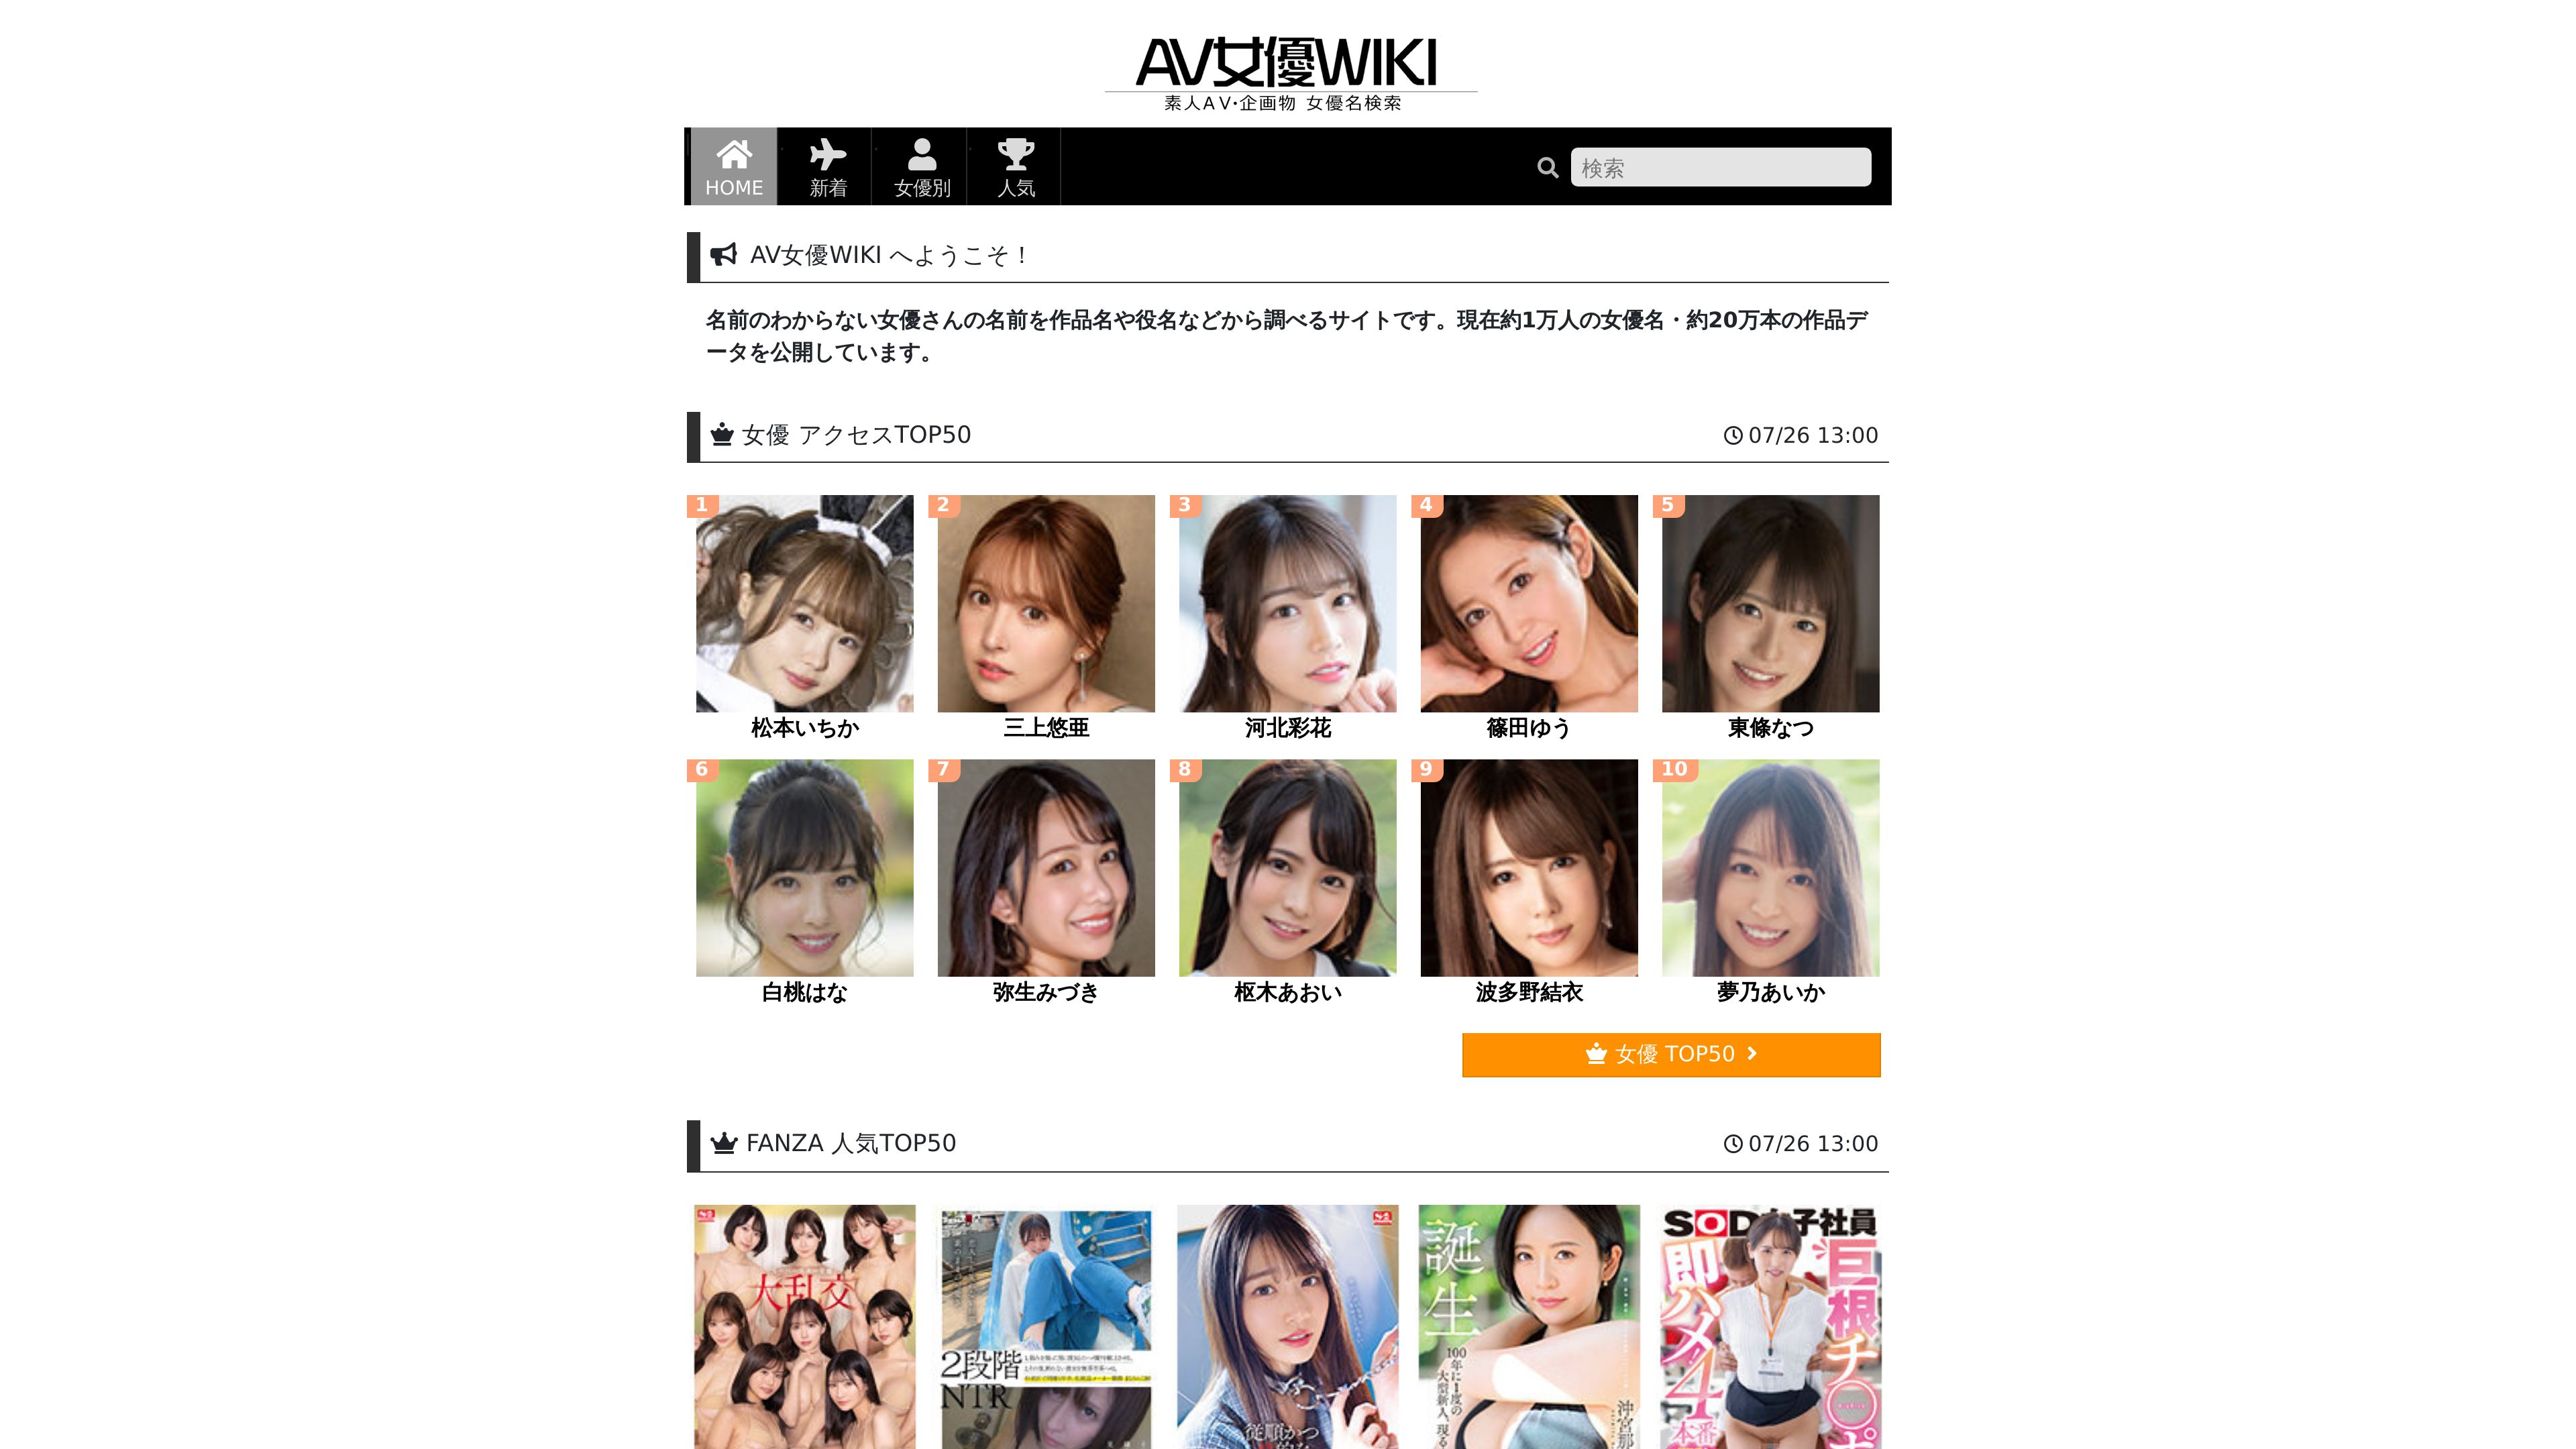 AV女優WIKI
素人AV・企画物 女優名検索
HOME
新着
女優別
人気
検索
AV女優WIKI へようこそ！
名前のわからない女優さんの名前を作品名や役名などから調べるサイトです。現在約1万人の女優名・約20万本の作品デ
ータを公開しています。
女優 アクセスTOP50
07/26 13:00
1
2
3
4
5
松本いちか
三上悠亜
河北彩花
篠田ゆう
東條なつ
6
7
8
9
10
白桃はな
弥生みづき
枢木あおい
波多野結衣
夢乃あいか
女優 TOP50
FANZA 人気TOP50
07/26 13:00
大乱交
2段階
NTR
従順かつ
誕生
100年に1度の
大型新人、現る
沖宮那
SOD女子社員
即ハメ!4
本番
巨根チ○ポ